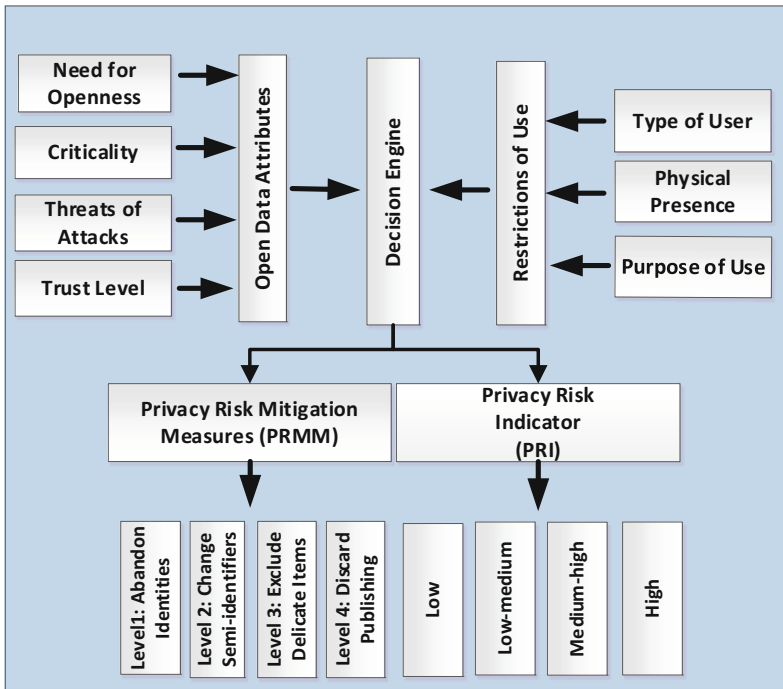 Need for
Openness
Criticality
Threats of
Attacks
Trust Level
Open Data Attributes
Decision Engine
Restrictions of Use
Type of User
Physical
Presence
Purpose of Use
Privacy Risk Mitigation
Measures (PRMM)
Privacy Risk
Indicator
(PRI)
Level1: Abandon
Identities
Level 2: Change
Semi-identifiers
Level 3: Exclude
Delicate Items
Level 4: Discard
Publishing
Low
Low-medium
Medium-high
High